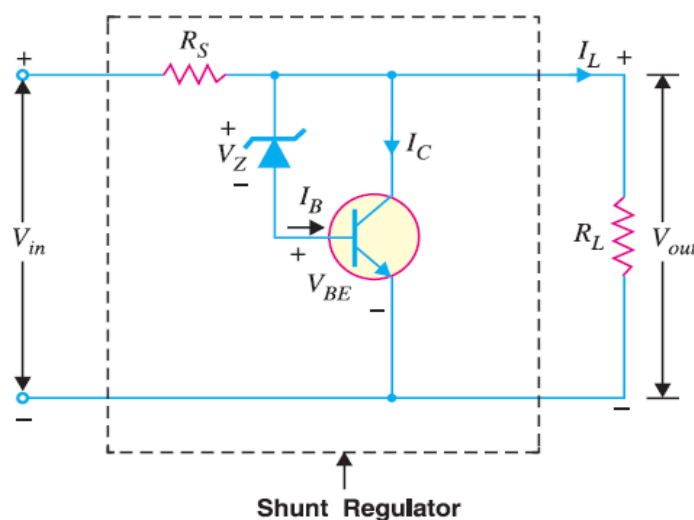 R_S
I_L
+
+
+
V_Z
−
I_C
I_B
+
V_BE
−
V_in
R_L
V_out
−
−
Shunt Regulator